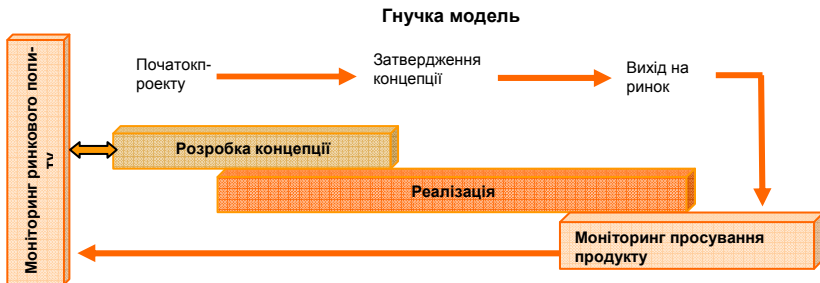 Гнучка модель
Початокп-
роекту
Затвердження
концепції
Вихід на
ринок
Моніторинг ринкового попи-
ту
Розробка концепції
Реалізація
Моніторинг просування
продукту